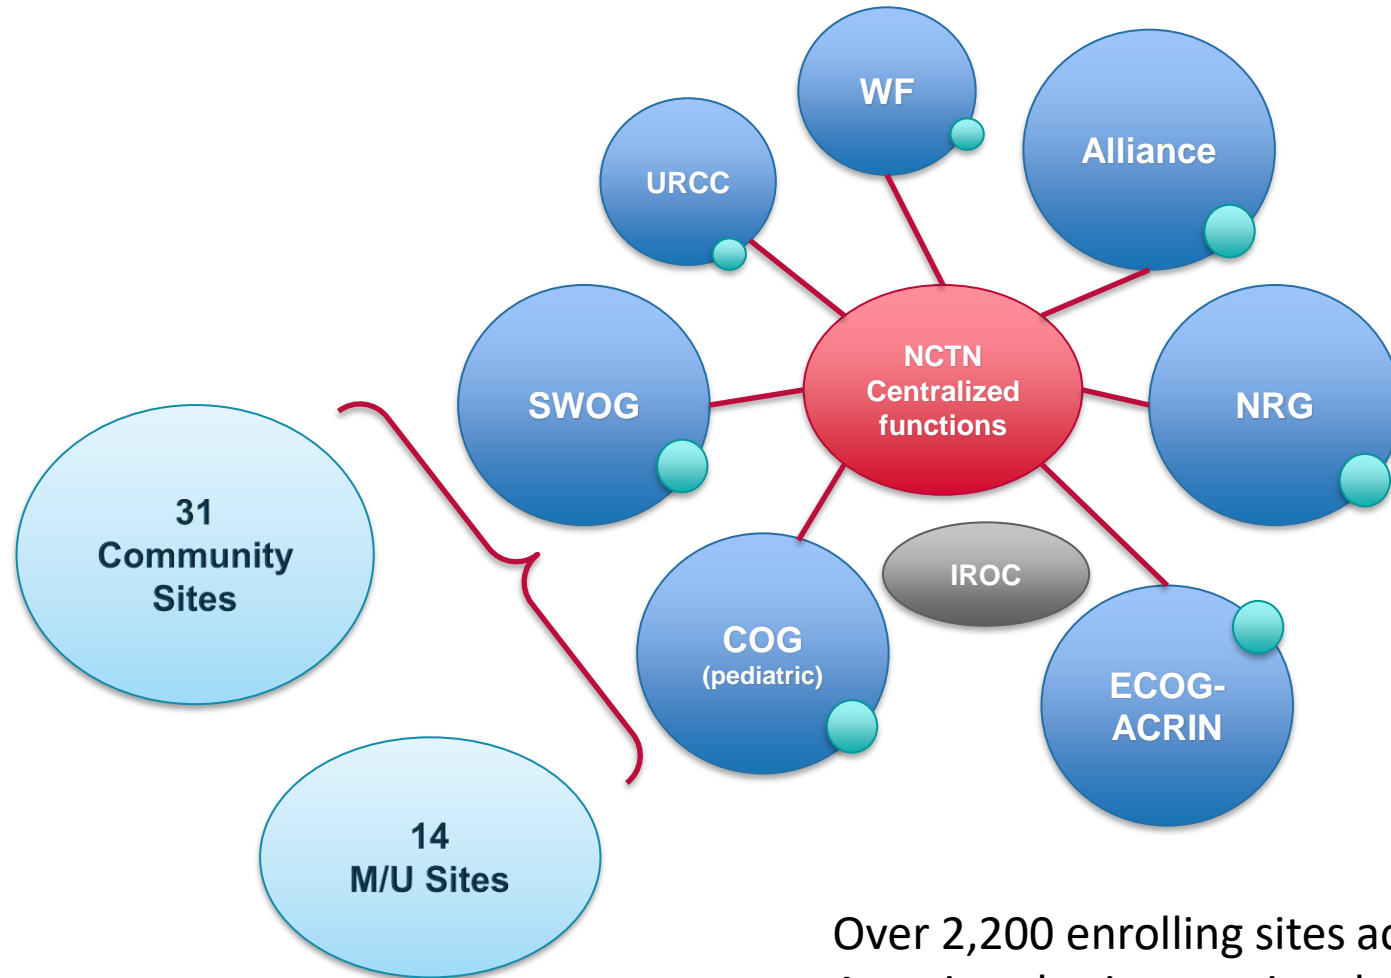 WF
Alliance
URCC
NCTN
Centralized
functions
SWOG
NRG
31
Community
Sites
IROC
COG
(pediatric)
ECOG-
ACRIN
14
M/U Sites
Over 2,200 enrolling sites